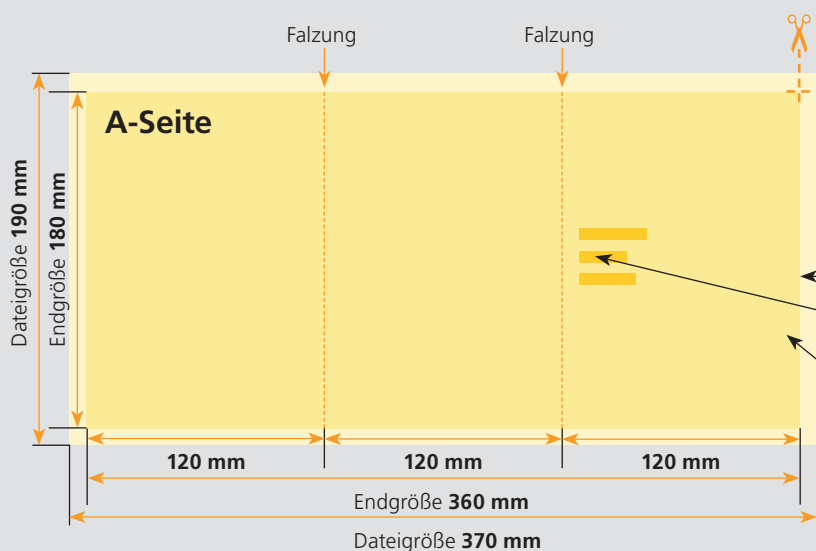 Falzung
Falzung
A-Seite
Dateigröße 190 mm
Endgröße 180 mm
120 mm
120 mm
120 mm
Endgröße 360 mm
Dateigröße 370 mm